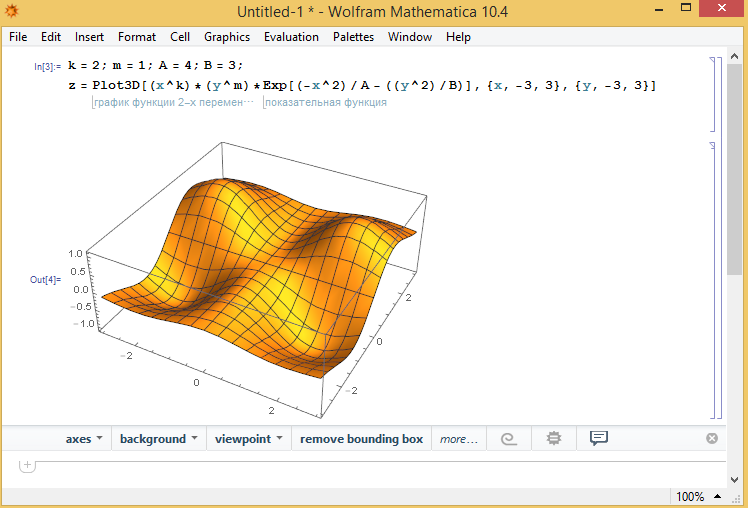 Untitled-1 * - Wolfram Mathematica 10.4
File Edit Insert Format Cell Graphics Evaluation Palettes Window Help
In[3]:= k = 2; m = 1; A = 4; B = 3;
z = Plot3D[(x^k)*(y^m)*Exp[(-x^2)/A-((y^2)/B)], {x, -3, 3}, {y, -3, 3}]
график функции 2-х перемен⋯ показательная функция
1.0
0.5
Out[4]= 0.0
-0.5
-1.0
-2
0
2
-2
0
2
axes background viewpoint remove bounding box more...
100%